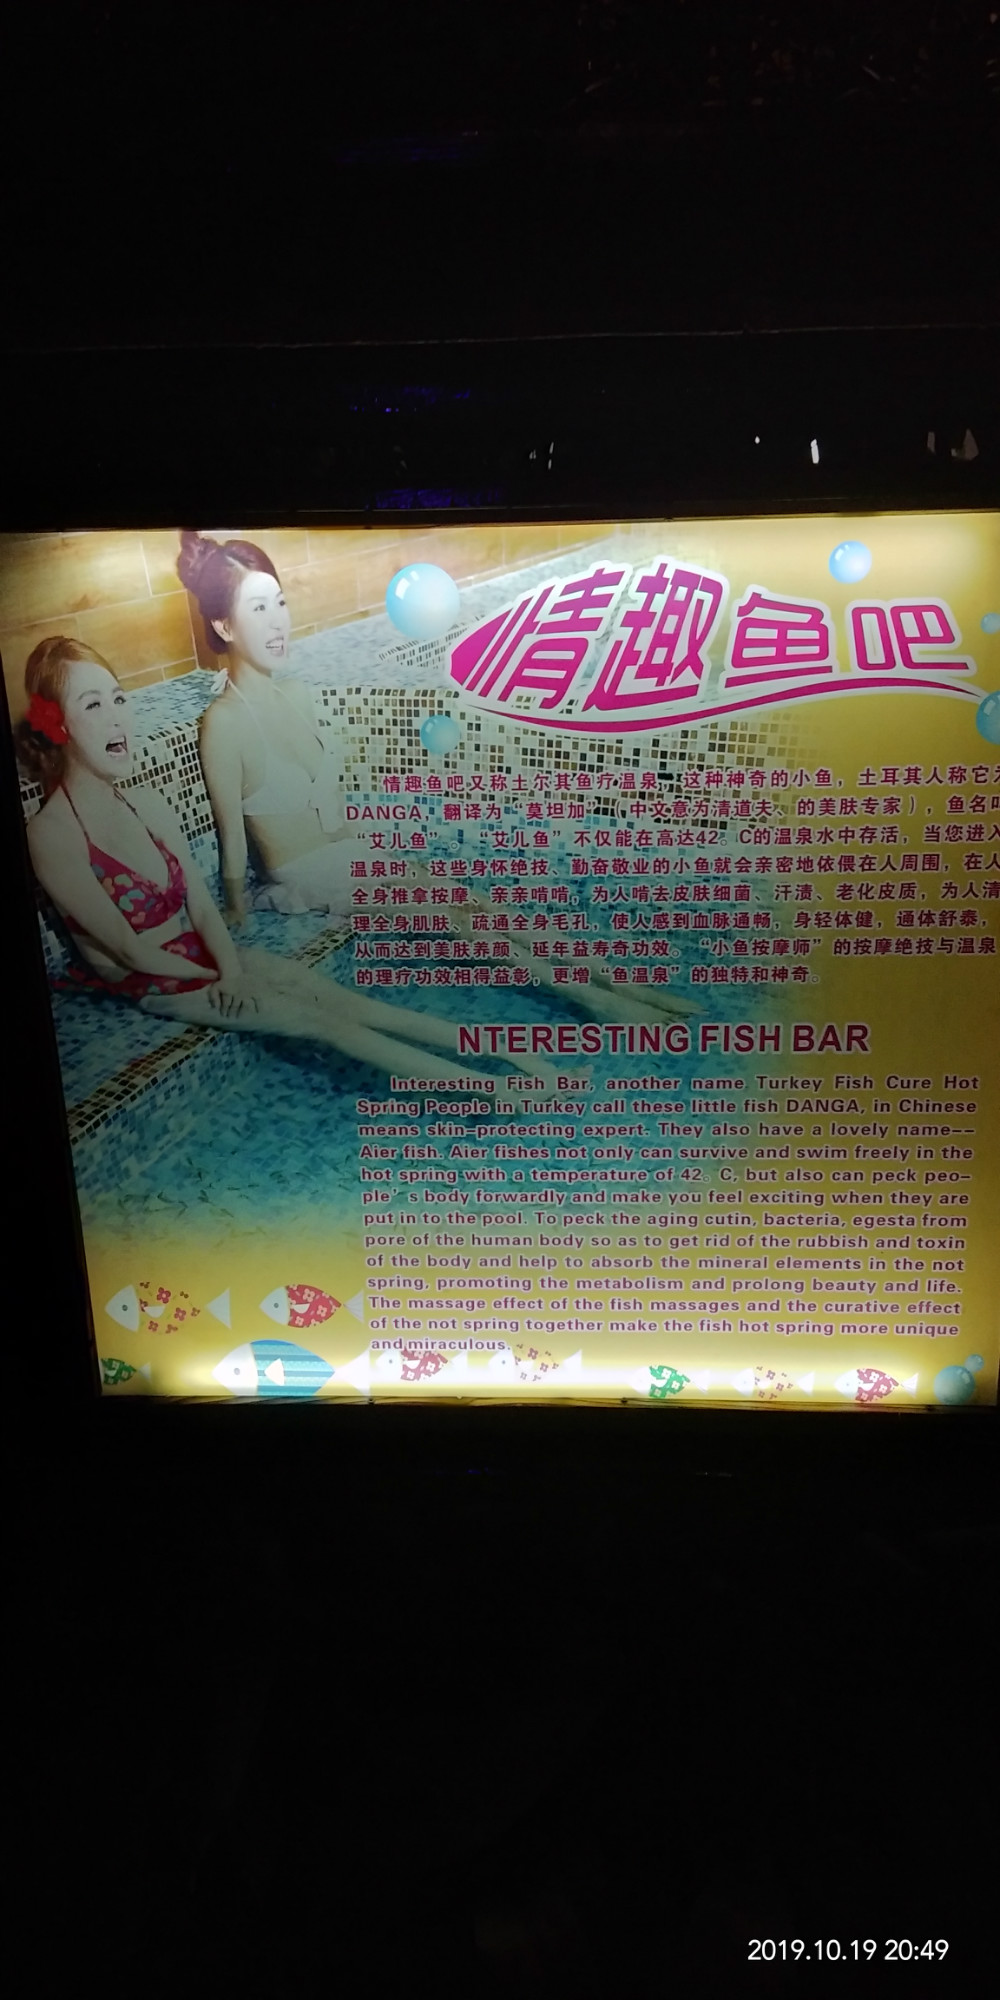 情趣鱼吧
情趣鱼吧又称土尔其鱼疗温泉，这种神奇的小鱼，土耳其人称它为
DANGA，翻译为“莫坦加”（中文意为清道夫、的美肤专家），鱼名叫
“艾儿鱼”。“艾儿鱼”不仅能在高达42。C的温泉水中存活，当您进入
温泉时，这些身怀绝技、勤奋敬业的小鱼就会亲密地依偎在人周围，在人
全身推拿按摩、亲亲啃啃，为人啃去皮肤细菌、汗渍、老化皮质，为人清
理全身肌肤、疏通全身毛孔，使人感到血脉通畅，身轻体健，通体舒泰，
从而达到美肤养颜、延年益寿奇功效。“小鱼按摩师”的按摩绝技与温泉
的理疗功效相得益彰，更增“鱼温泉”的独特和神奇。
NTERESTING FISH BAR
Interesting Fish Bar, another name Turkey Fish Cure Hot
Spring People in Turkey call these little fish DANGA, in Chinese
means skin-protecting expert. They also have a lovely name--
Aier fish. Aier fishes not only can survive and swim freely in the
hot spring with a temperature of 42。C, but also can peck peo-
ple’s body forwardly and make you feel exciting when they are
put in to the pool. To peck the aging cutin, bacteria, egesta from
pore of the human body so as to get rid of the rubbish and toxin
of the body and help to absorb the mineral elements in the not
spring, promoting the metabolism and prolong beauty and life.
The massage effect of the fish massages and the curative effect
of the not spring together make the fish hot spring more unique
and miraculous.
2019.10.19 20:49